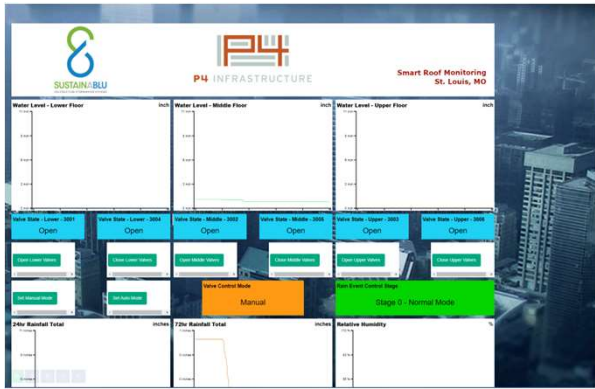 SUSTAINABLU
P4 INFRASTRUCTURE
Smart Roof Monitoring
St. Louis, MO
Water Level - Lower Floor inch
Water Level - Middle Floor inch
Water Level - Upper Floor inch
Valve State - Lower - 3001
Open
Valve State - Lower - 3004
Open
Valve State - Middle - 3002
Open
Valve State - Middle - 3005
Open
Valve State - Upper - 2003
Open
Valve State - Upper - 3008
Open
Open Lower Valves
Close Lower Valves
Open Middle Valves
Close Middle Valves
Open Upper Valves
Close Upper Valves
Set Manual Mode
Set Auto Mode
Valve Control Mode
Manual
Rain Event Control Stage
Stage 0 - Normal Mode
24hr Rainfall Total inches
72hr Rainfall Total inches
Relative Humidity %